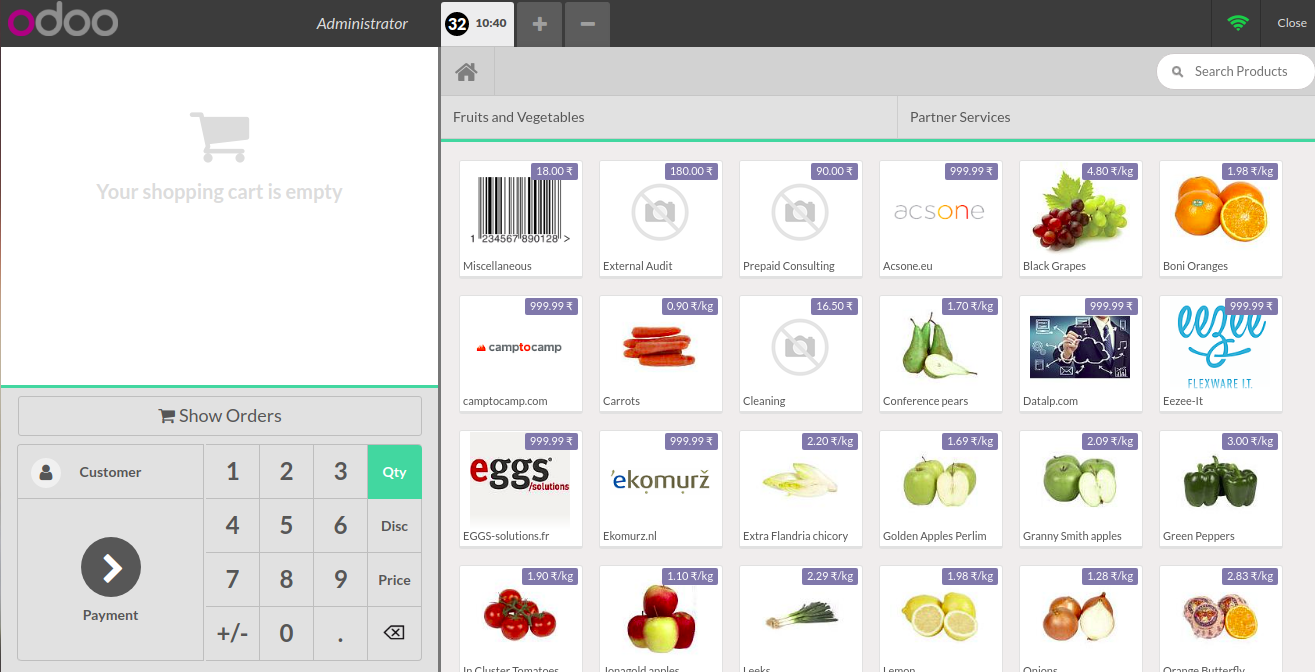 odoo
Administrator
32 10:40
Close
Search Products
Fruits and Vegetables
Partner Services
Your shopping cart is empty
18.00 ₹
1 234567 890128 >
Miscellaneous
180.00 ₹
External Audit
90.00 ₹
Prepaid Consulting
999.99 ₹
acsone
Acsone.eu
4.80 ₹/kg
Black Grapes
1.98 ₹/kg
Boni Oranges
999.99 ₹
camptocamp
camptocamp.com
0.90 ₹/kg
Carrots
16.50 ₹
Cleaning
1.70 ₹/kg
Conference pears
999.99 ₹
Datalp.com
999.99 ₹
eezee
FLEXWARE I.T.
Eezee-It
999.99 ₹
eggs
/solutions
EGGS-solutions.fr
999.99 ₹
'ekomurž
Ekomurz.nl
2.20 ₹/kg
Extra Flandria chicory
1.69 ₹/kg
Golden Apples Perlim
2.09 ₹/kg
Granny Smith apples
3.00 ₹/kg
Green Peppers
1.90 ₹/kg
In Cluster Tomatoes
1.10 ₹/kg
Jonagold apples
2.29 ₹/kg
Leeks
1.98 ₹/kg
Lemon
1.28 ₹/kg
Onions
2.83 ₹/kg
Orange Butterfly
Show Orders
Customer
1 2 3 Qty
4 5 6 Disc
7 8 9 Price
Payment
+/- 0 .